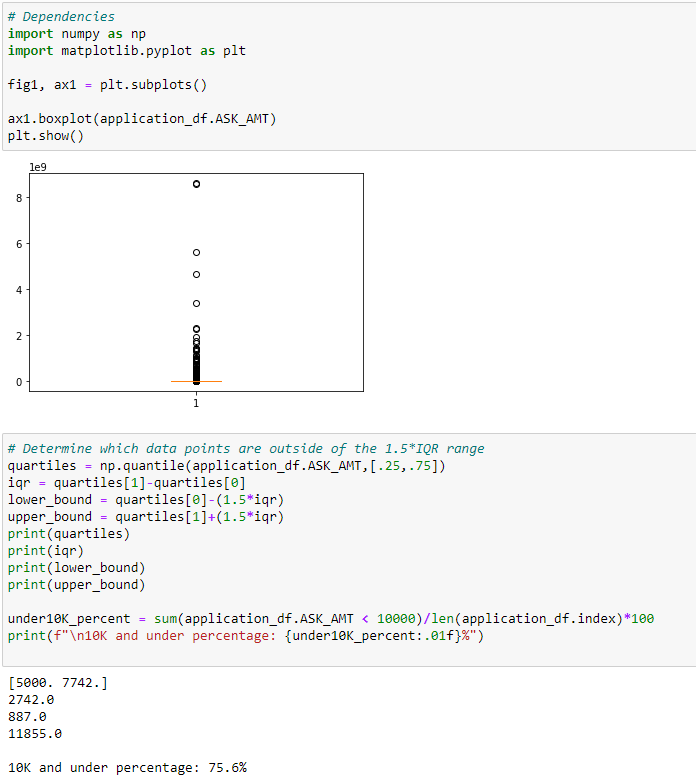 # Dependencies
import numpy as np
import matplotlib.pyplot as plt
fig1, ax1 = plt.subplots()
ax1.boxplot(application_df.ASK_AMT)
plt.show()
1e9
8
6
4
2
0
1
# Determine which data points are outside of the 1.5*IQR range
quartiles = np.quantile(application_df.ASK_AMT,[.25,.75])
iqr = quartiles[1]-quartiles[0]
lower_bound = quartiles[0]-(1.5*iqr)
upper_bound = quartiles[1]+(1.5*iqr)
print(quartiles)
print(iqr)
print(lower_bound)
print(upper_bound)
under10K_percent = sum(application_df.ASK_AMT < 10000)/len(application_df.index)*100
print(f"\n10K and under percentage: {under10K_percent:.01f}%")
[5000. 7742.]
2742.0
887.0
11855.0
10K and under percentage: 75.6%